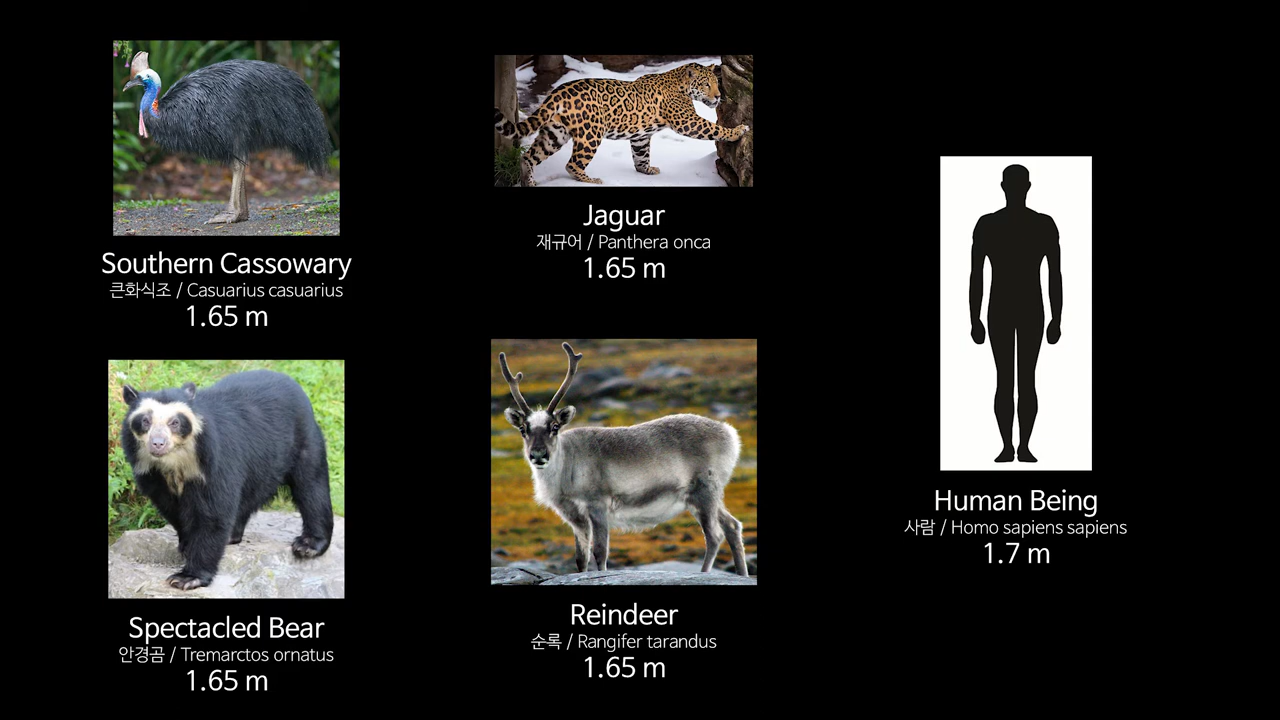 Southern Cassowary
큰화식조 / Casuarius casuarius
1.65 m
Jaguar
재규어 / Panthera onca
1.65 m
Spectacled Bear
안경곰 / Tremarctos ornatus
1.65 m
Reindeer
순록 / Rangifer tarandus
1.65 m
Human Being
사람 / Homo sapiens sapiens
1.7 m